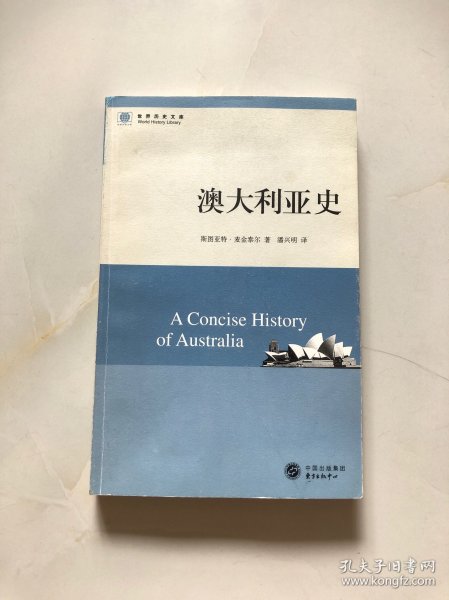 世界历史文库
World History Library
澳大利亚史
斯图亚特·麦金泰尔 著 潘兴明 译
A Concise History
of Australia
中国出版集团
东方出版中心
孔夫子旧书网
www.kongfz.com